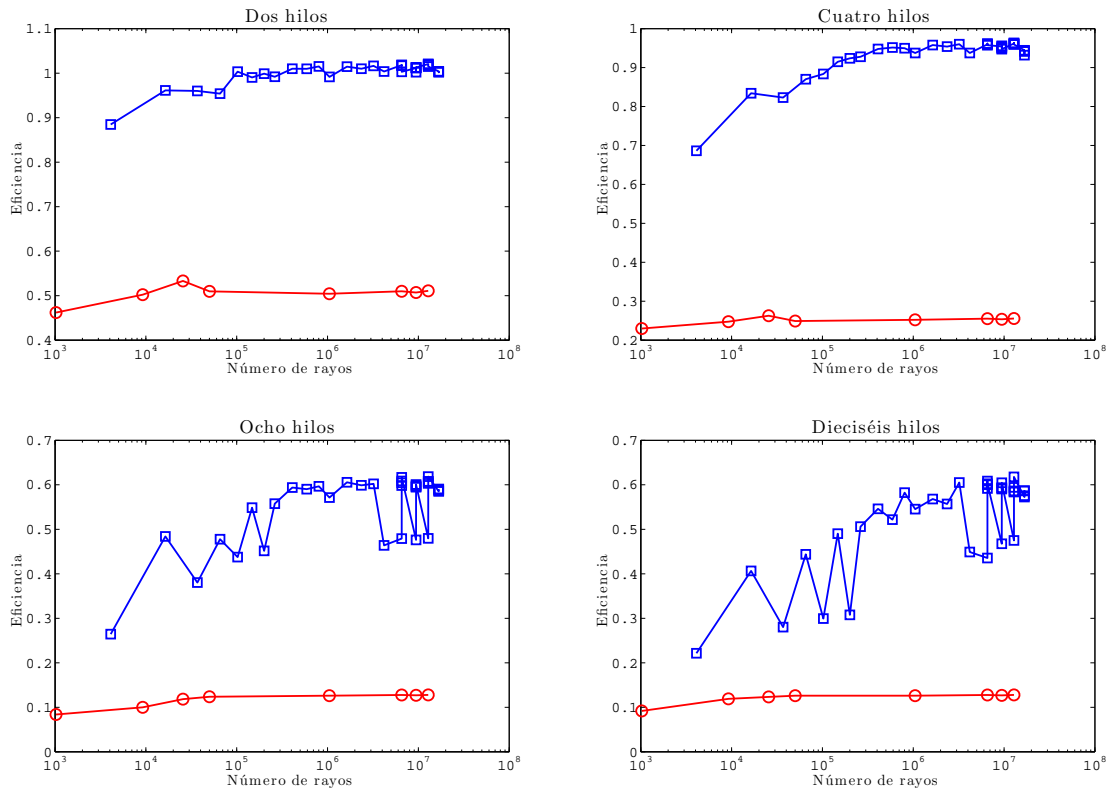 Dos hilos
1.1
1
0.9
0.8
0.7
0.6
0.5
0.4
Eficiencia
10^3 10^4 10^5 10^6 10^7 10^8
Número de rayos
Cuatro hilos
1
0.9
0.8
0.7
0.6
0.5
0.4
0.3
0.2
Eficiencia
10^3 10^4 10^5 10^6 10^7 10^8
Número de rayos
Ocho hilos
0.7
0.6
0.5
0.4
0.3
0.2
0.1
0
Eficiencia
10^3 10^4 10^5 10^6 10^7 10^8
Número de rayos
Dieciséis hilos
0.7
0.6
0.5
0.4
0.3
0.2
0.1
0
Eficiencia
10^3 10^4 10^5 10^6 10^7 10^8
Número de rayos